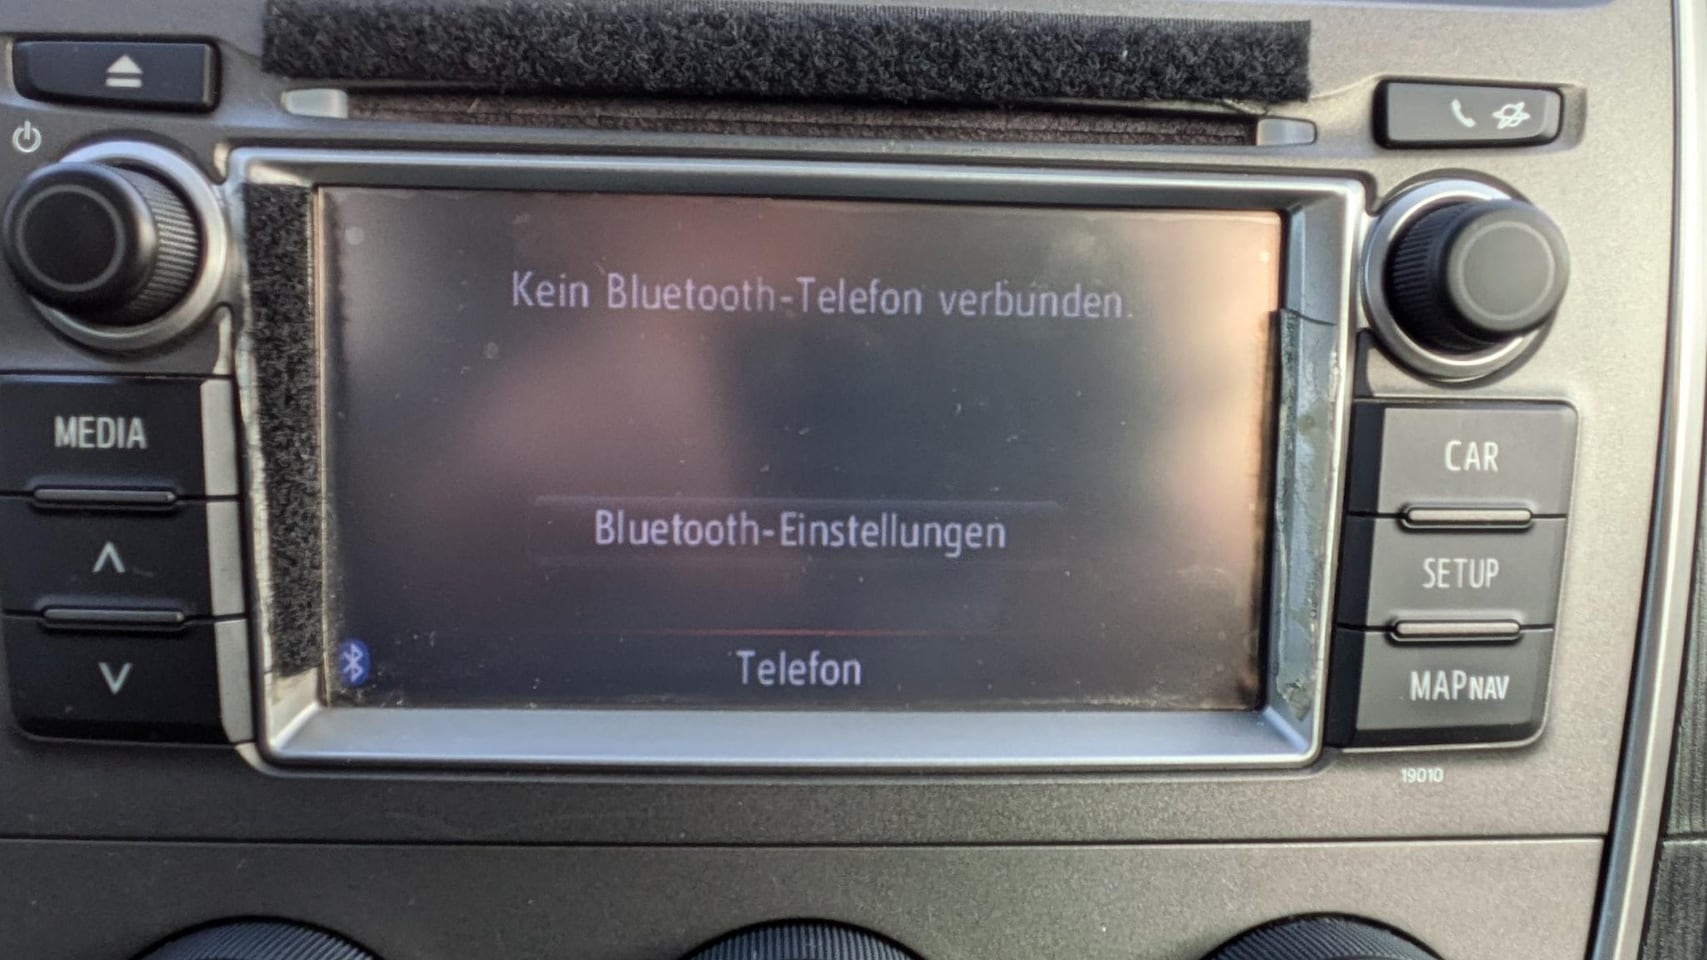 Kein Bluetooth-Telefon verbunden.
MEDIA
CAR
Bluetooth-Einstellungen
SETUP
Telefon
MAPNAV
19010